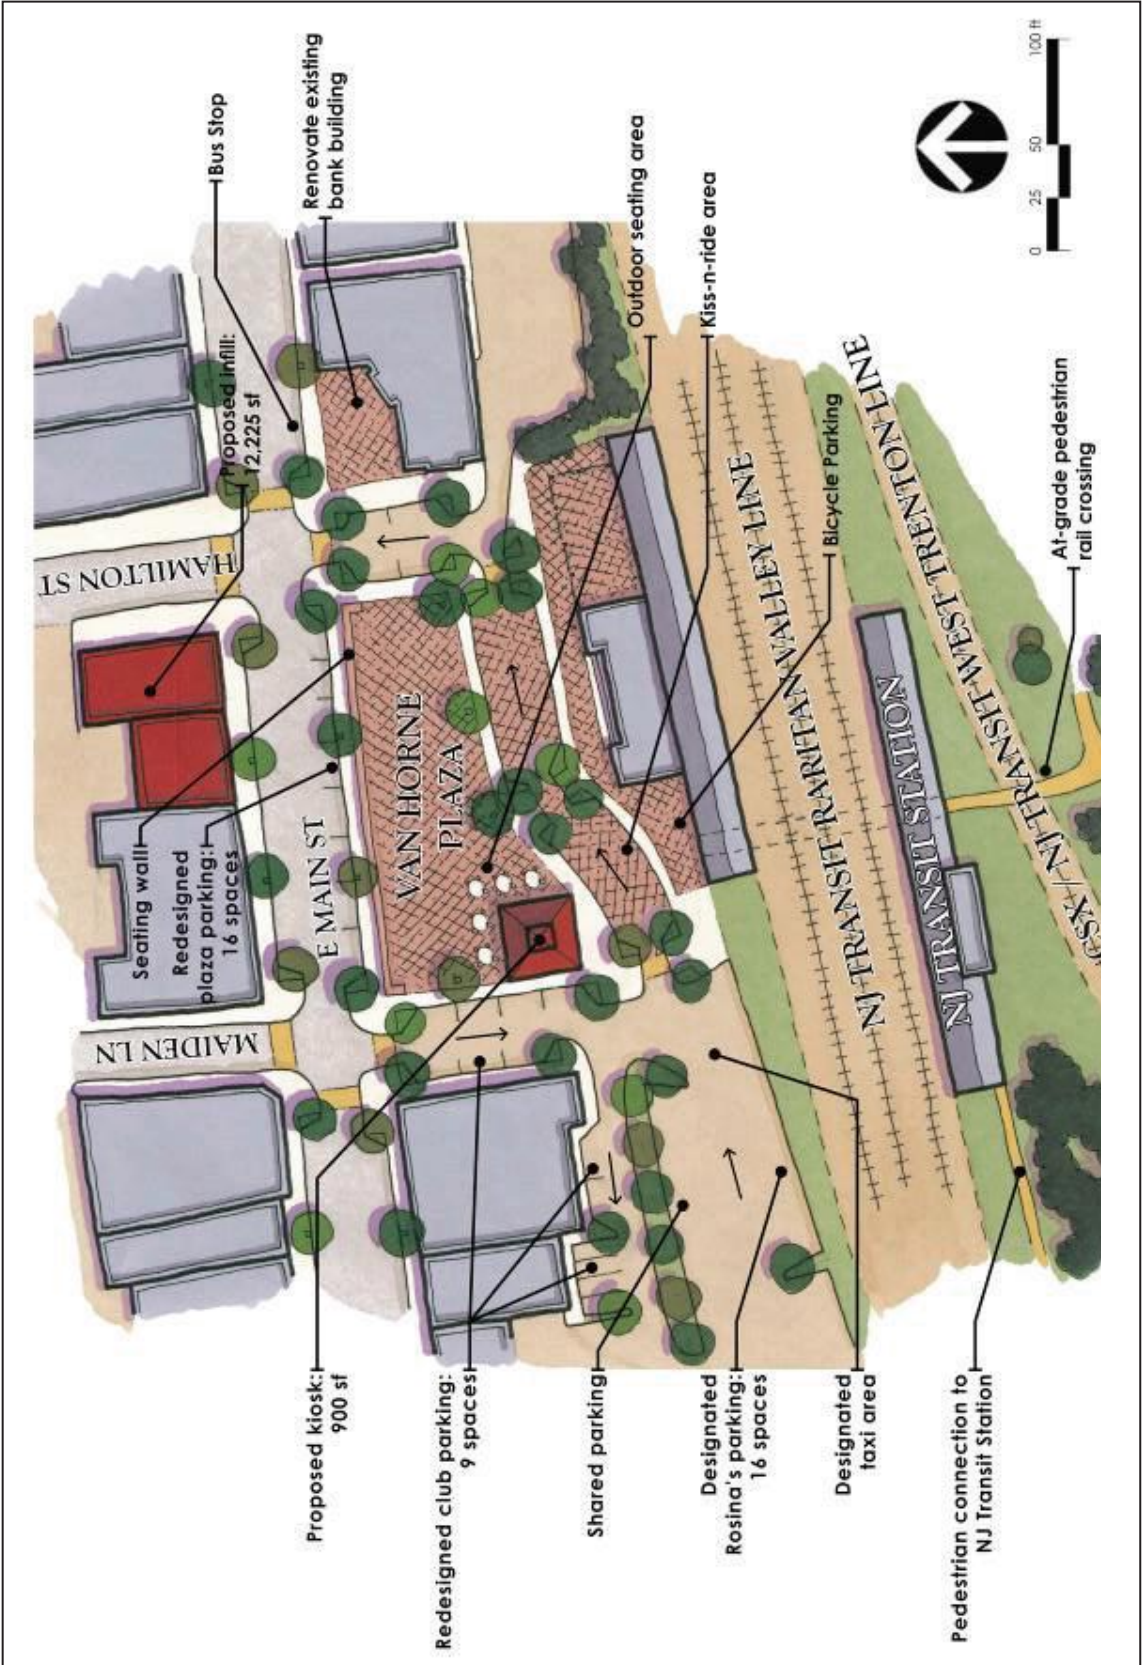 Bus Stop
Renovate existing
bank building
Outdoor seating area
Kiss-n-ride area
Bicycle Parking
At-grade pedestrian
rail crossing
0 25 50 100 ft
Proposed infill:
12,225 sf
HAMILTON ST
Seating wall
Redesigned
plaza parking:
16 spaces
E MAIN ST
VAN HORNE
PLAZA
MAIDEN LN
NJ TRANSIT RARITAN VALLEY LINE
NJ TRANSIT STATION
CSX / NJ TRANSIT WEST TRENTON LINE
Proposed kiosk:
900 sf
Redesigned club parking:
9 spaces
Shared parking
Designated
Rosina's parking:
16 spaces
Designated
taxi area
Pedestrian connection to
NJ Transit Station